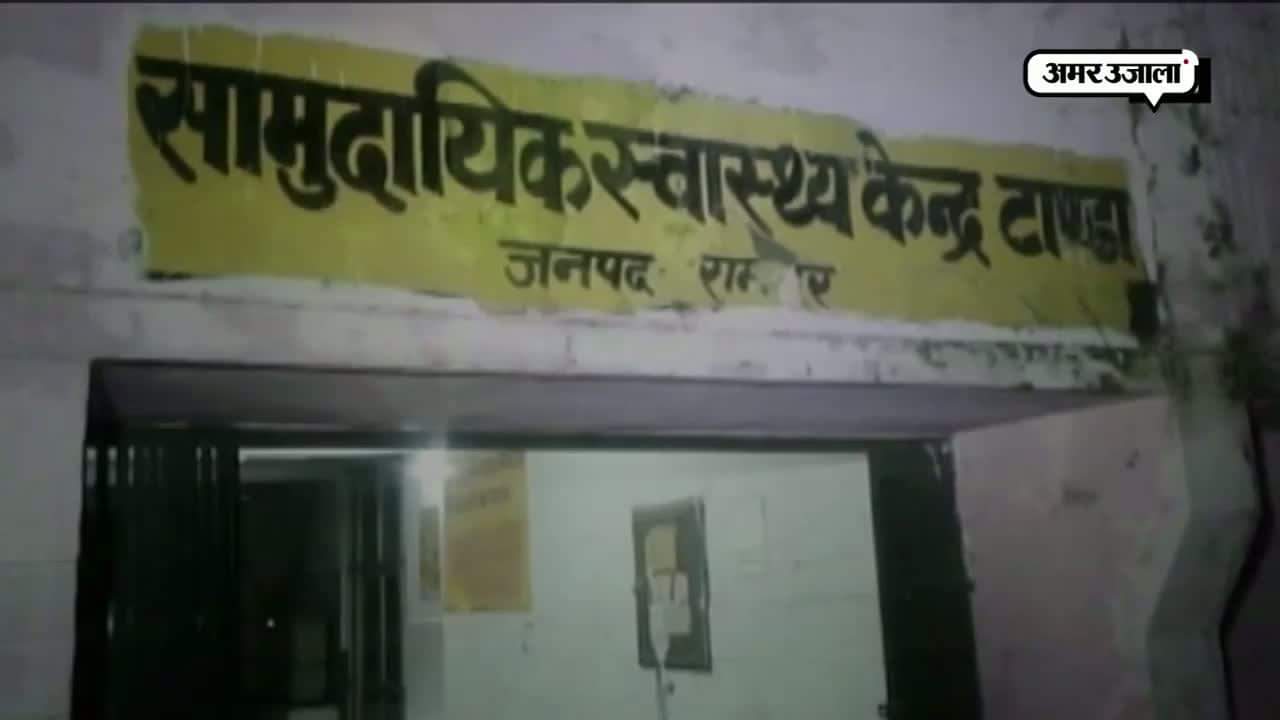 अमर उजाला
सामुदायिक स्वास्थ्य केन्द्र टाण्डा
जनपद